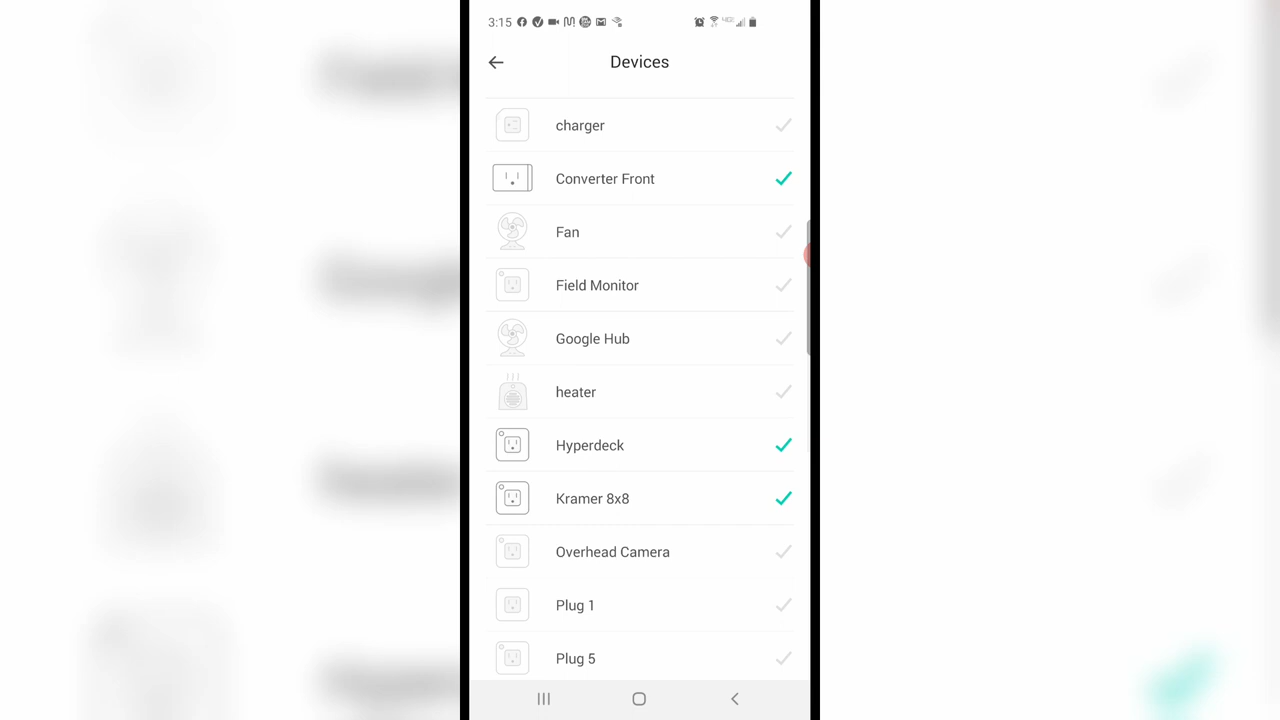 3:15
Devices
charger
Converter Front
Fan
Field Monitor
Google Hub
heater
Hyperdeck
Kramer 8x8
Overhead Camera
Plug 1
Plug 5